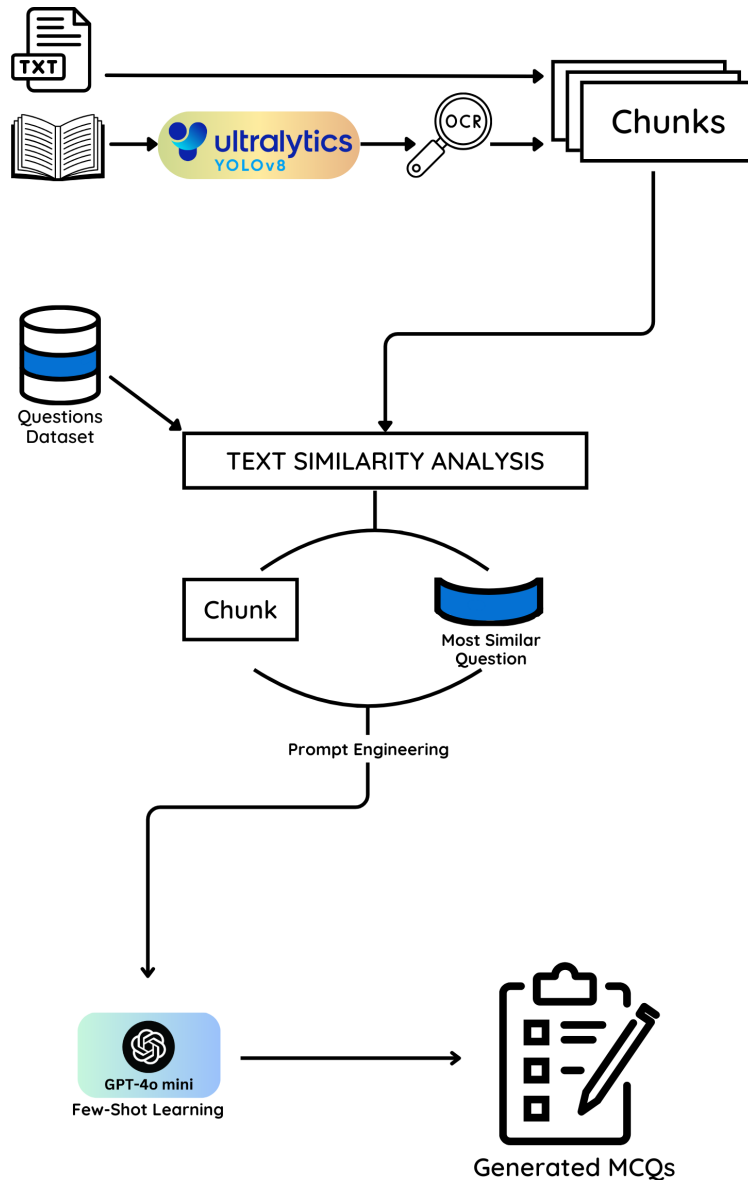 TXT
ultralytics
YOLOv8
OCR
Chunks
Questions
Dataset
TEXT SIMILARITY ANALYSIS
Chunk
Most Similar
Question
Prompt Engineering
GPT-4o mini
Few-Shot Learning
Generated MCQs